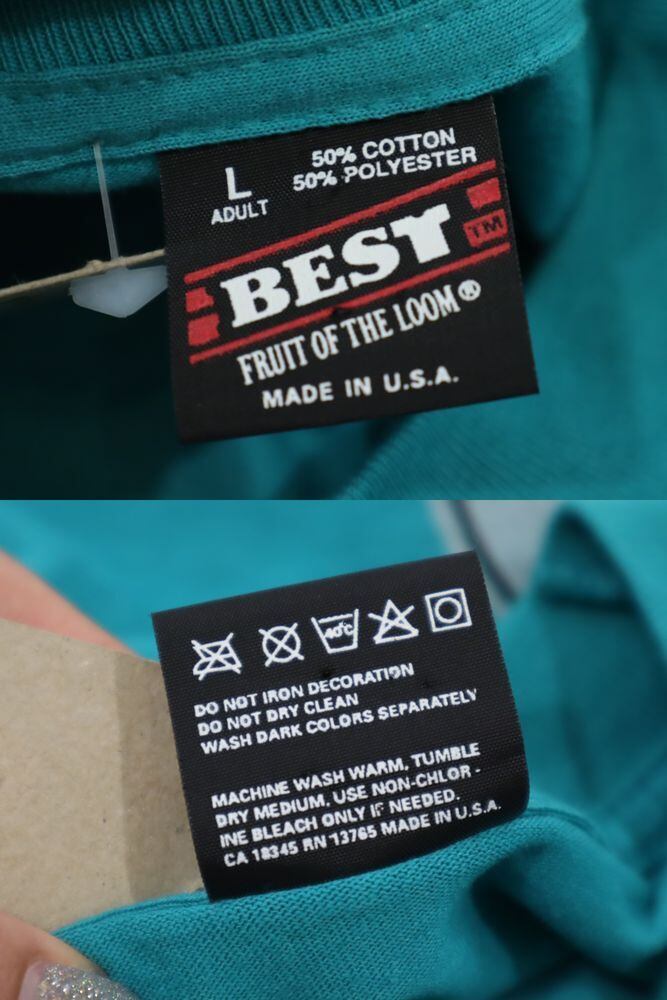 L
ADULT
50% COTTON
50% POLYESTER
BEST
TM
FRUIT OF THE LOOM®
MADE IN U.S.A.
40°C
DO NOT IRON DECORATION
DO NOT DRY CLEAN
WASH DARK COLORS SEPARATELY
MACHINE WASH WARM, TUMBLE
DRY MEDIUM, USE NON-CHLOR-
INE BLEACH ONLY IF NEEDED.
CA 18345 RN 13765 MADE IN U.S.A.